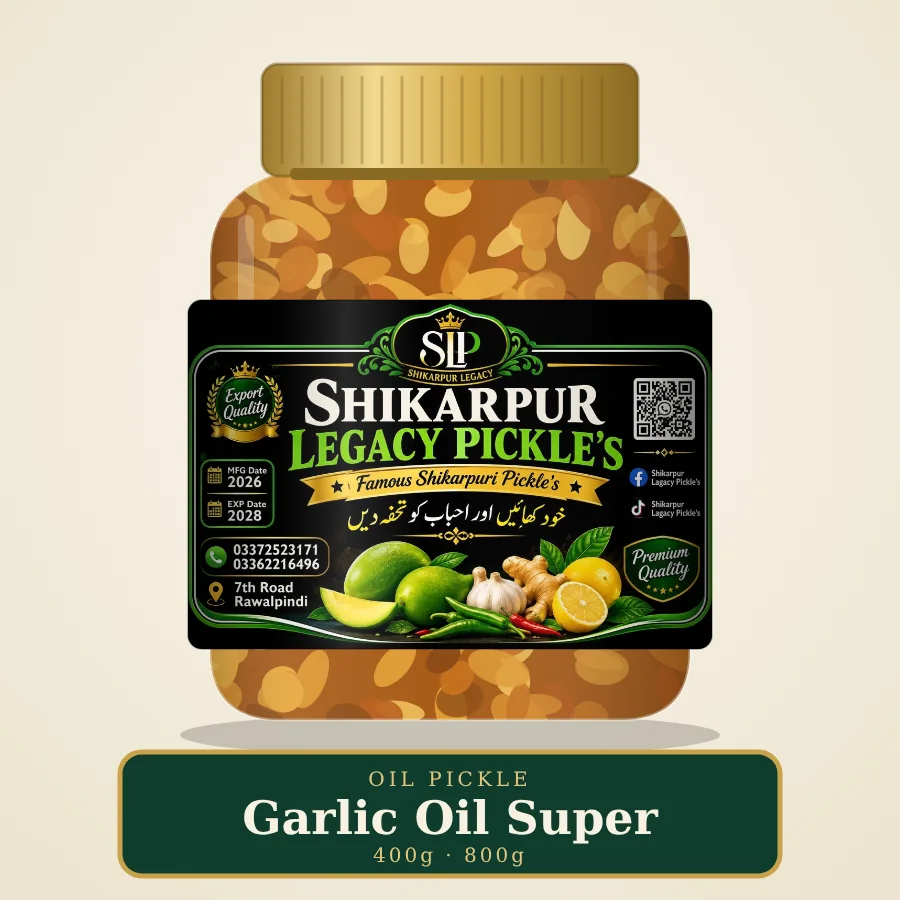 SLP
SHIKARPUR LEGACY
SHIKARPUR
LEGACY PICKLE'S
Famous Shikarpuri Pickle's
خود کھائیں اور احباب کو تحفہ دیں
Export
Quality
MFG Date
2026
EXP Date
2028
03372523171
03362216496
7th Road
Rawalpindi
Shikarpur
Legacy Pickle's
Shikarpur
Legacy Pickle's
Premium
Quality
OIL PICKLE
Garlic Oil Super
400g · 800g